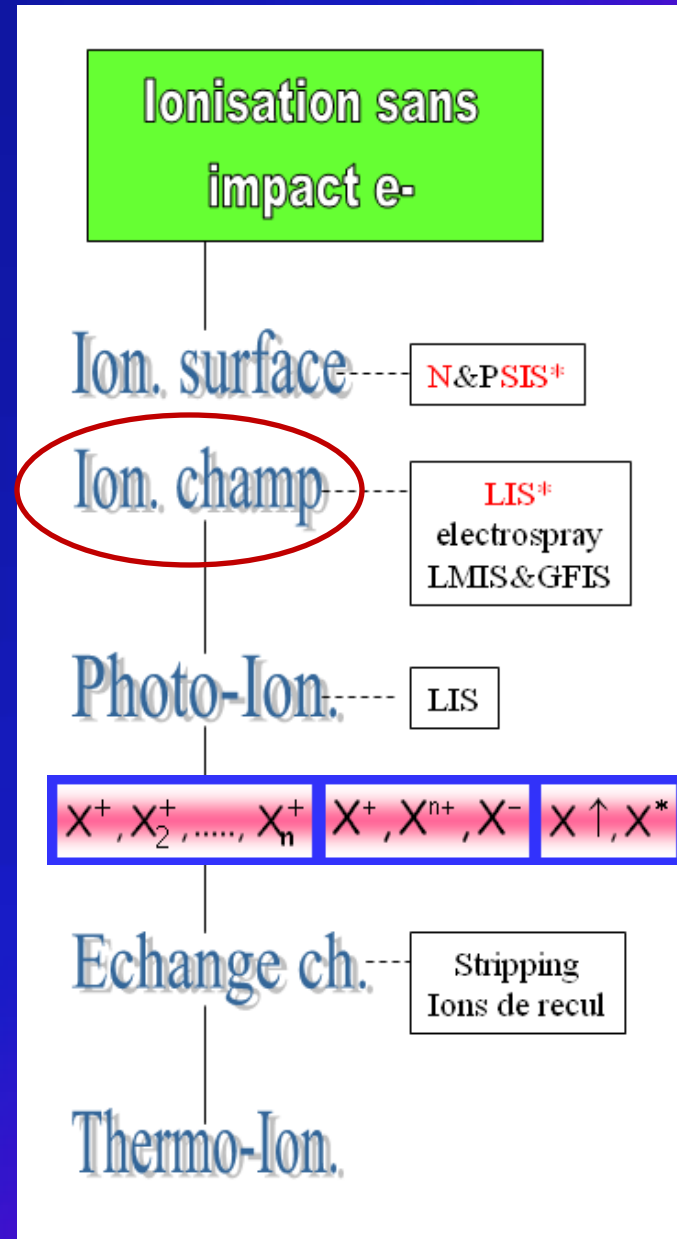 Ionisation sans
impact e-
Ion. surface
N&PSIS*
Ion. champ
LIS*
electrospray
LMIS&GFIS
Photo-Ion.
LIS
X⁺, X₂⁺, ....., Xₙ⁺
X⁺, Xⁿ⁺, X⁻
X ↑, X*
Echange ch.
Stripping
Ions de recul
Thermo-Ion.